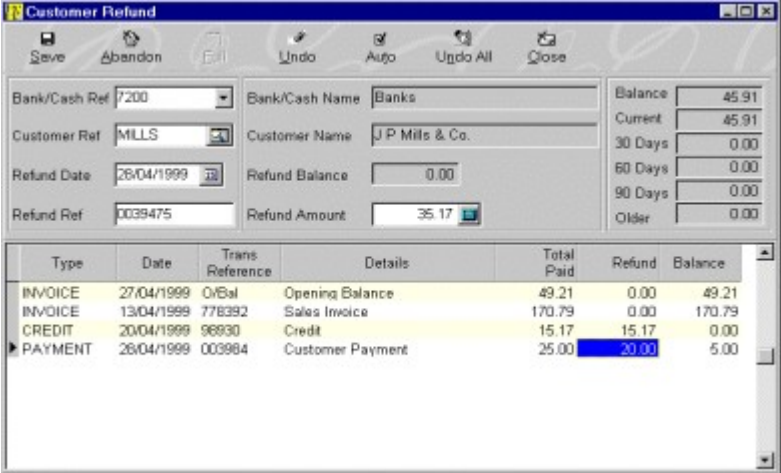 Customer Refund
Save Abandon Full Undo Auto Undo All Close
Bank/Cash Ref 7200 Bank/Cash Name Banks Balance 45.91
Current 45.91
Customer Ref MILLS Customer Name J P Mills & Co. 30 Days 0.00
Refund Date 28/04/1999 Refund Balance 0.00 60 Days 0.00
90 Days 0.00
Refund Ref 0039475 Refund Amount 35.17 Older 0.00
Type Date Trans Reference Details Total Paid Refund Balance
INVOICE 27/04/1999 O/Bal Opening Balance 49.21 0.00 49.21
INVOICE 13/04/1999 778392 Sales Invoice 170.79 0.00 170.79
CREDIT 20/04/1999 98930 Credit 15.17 15.17 0.00
PAYMENT 28/04/1999 003984 Customer Payment 25.00 20.00 5.00